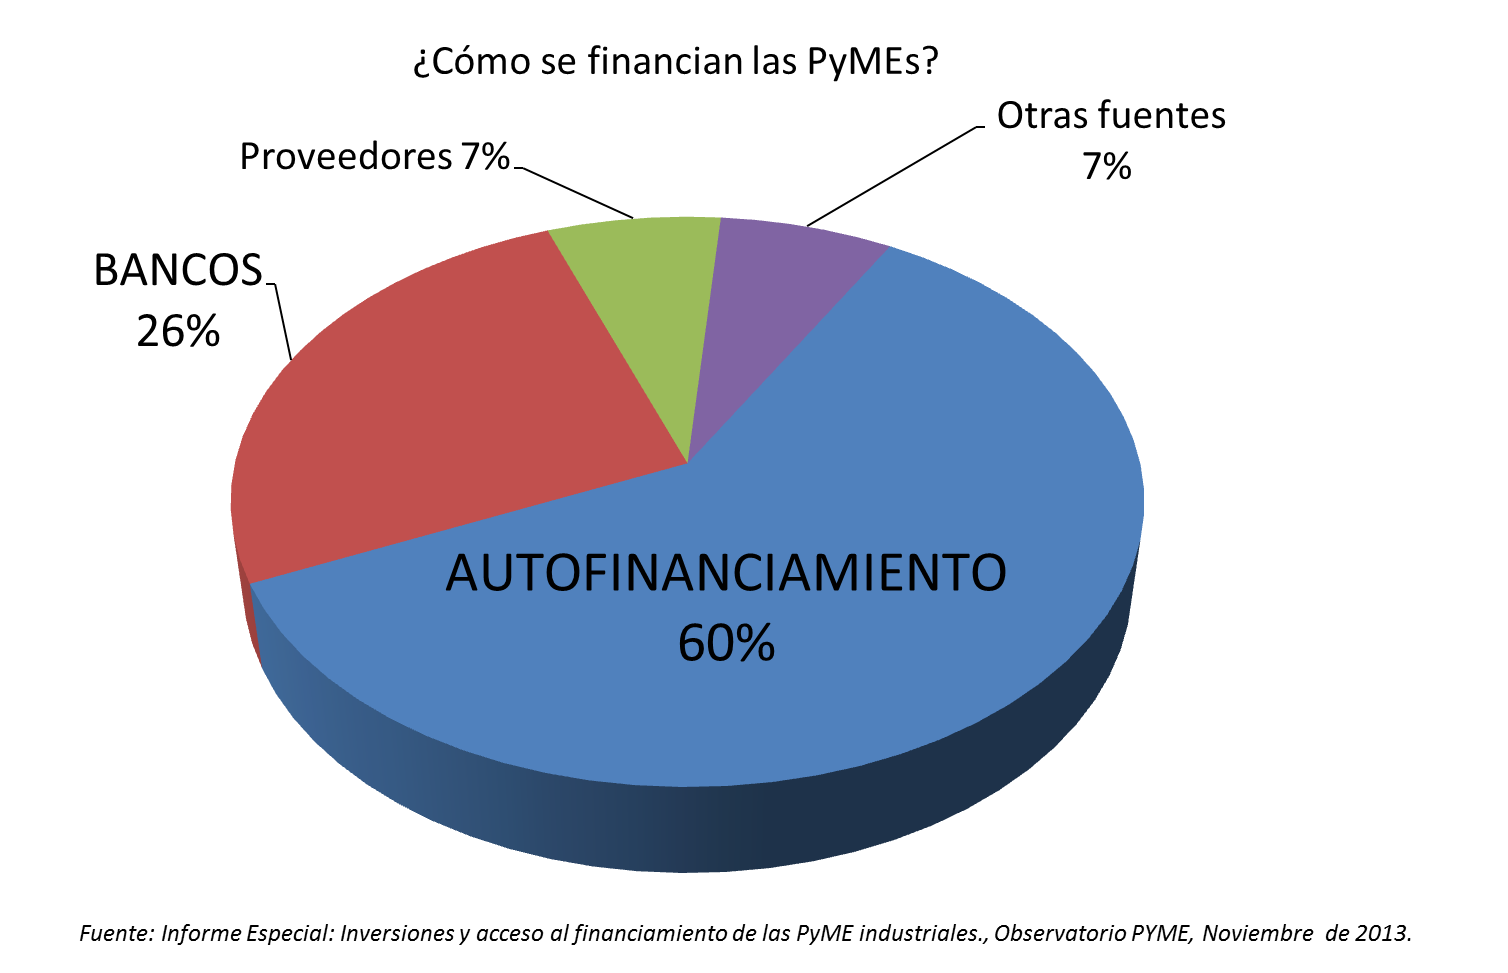 ¿Cómo se financian las PyMEs?
Otras fuentes
7%
Proveedores 7%
BANCOS
26%
AUTOFINANCIAMIENTO
60%
Fuente: Informe Especial: Inversiones y acceso al financiamiento de las PyME industriales., Observatorio PYME, Noviembre de 2013.